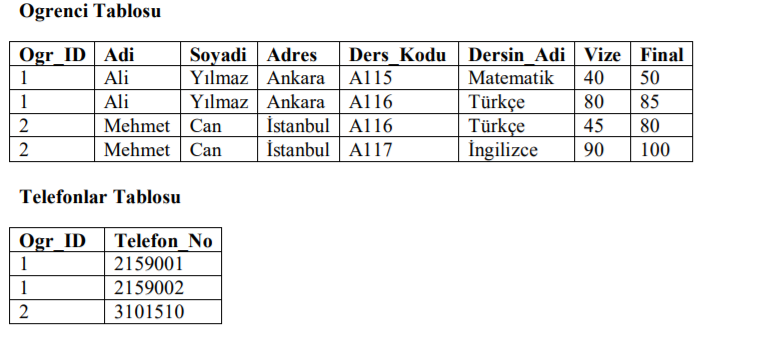 Ogrenci Tablosu
Ogr_ID Adi Soyadi Adres Ders_Kodu Dersin_Adi Vize Final
1 Ali Yılmaz Ankara A115 Matematik 40 50
1 Ali Yılmaz Ankara A116 Türkçe 80 85
2 Mehmet Can İstanbul A116 Türkçe 45 80
2 Mehmet Can İstanbul A117 İngilizce 90 100
Telefonlar Tablosu
Ogr_ID Telefon_No
1 2159001
1 2159002
2 3101510